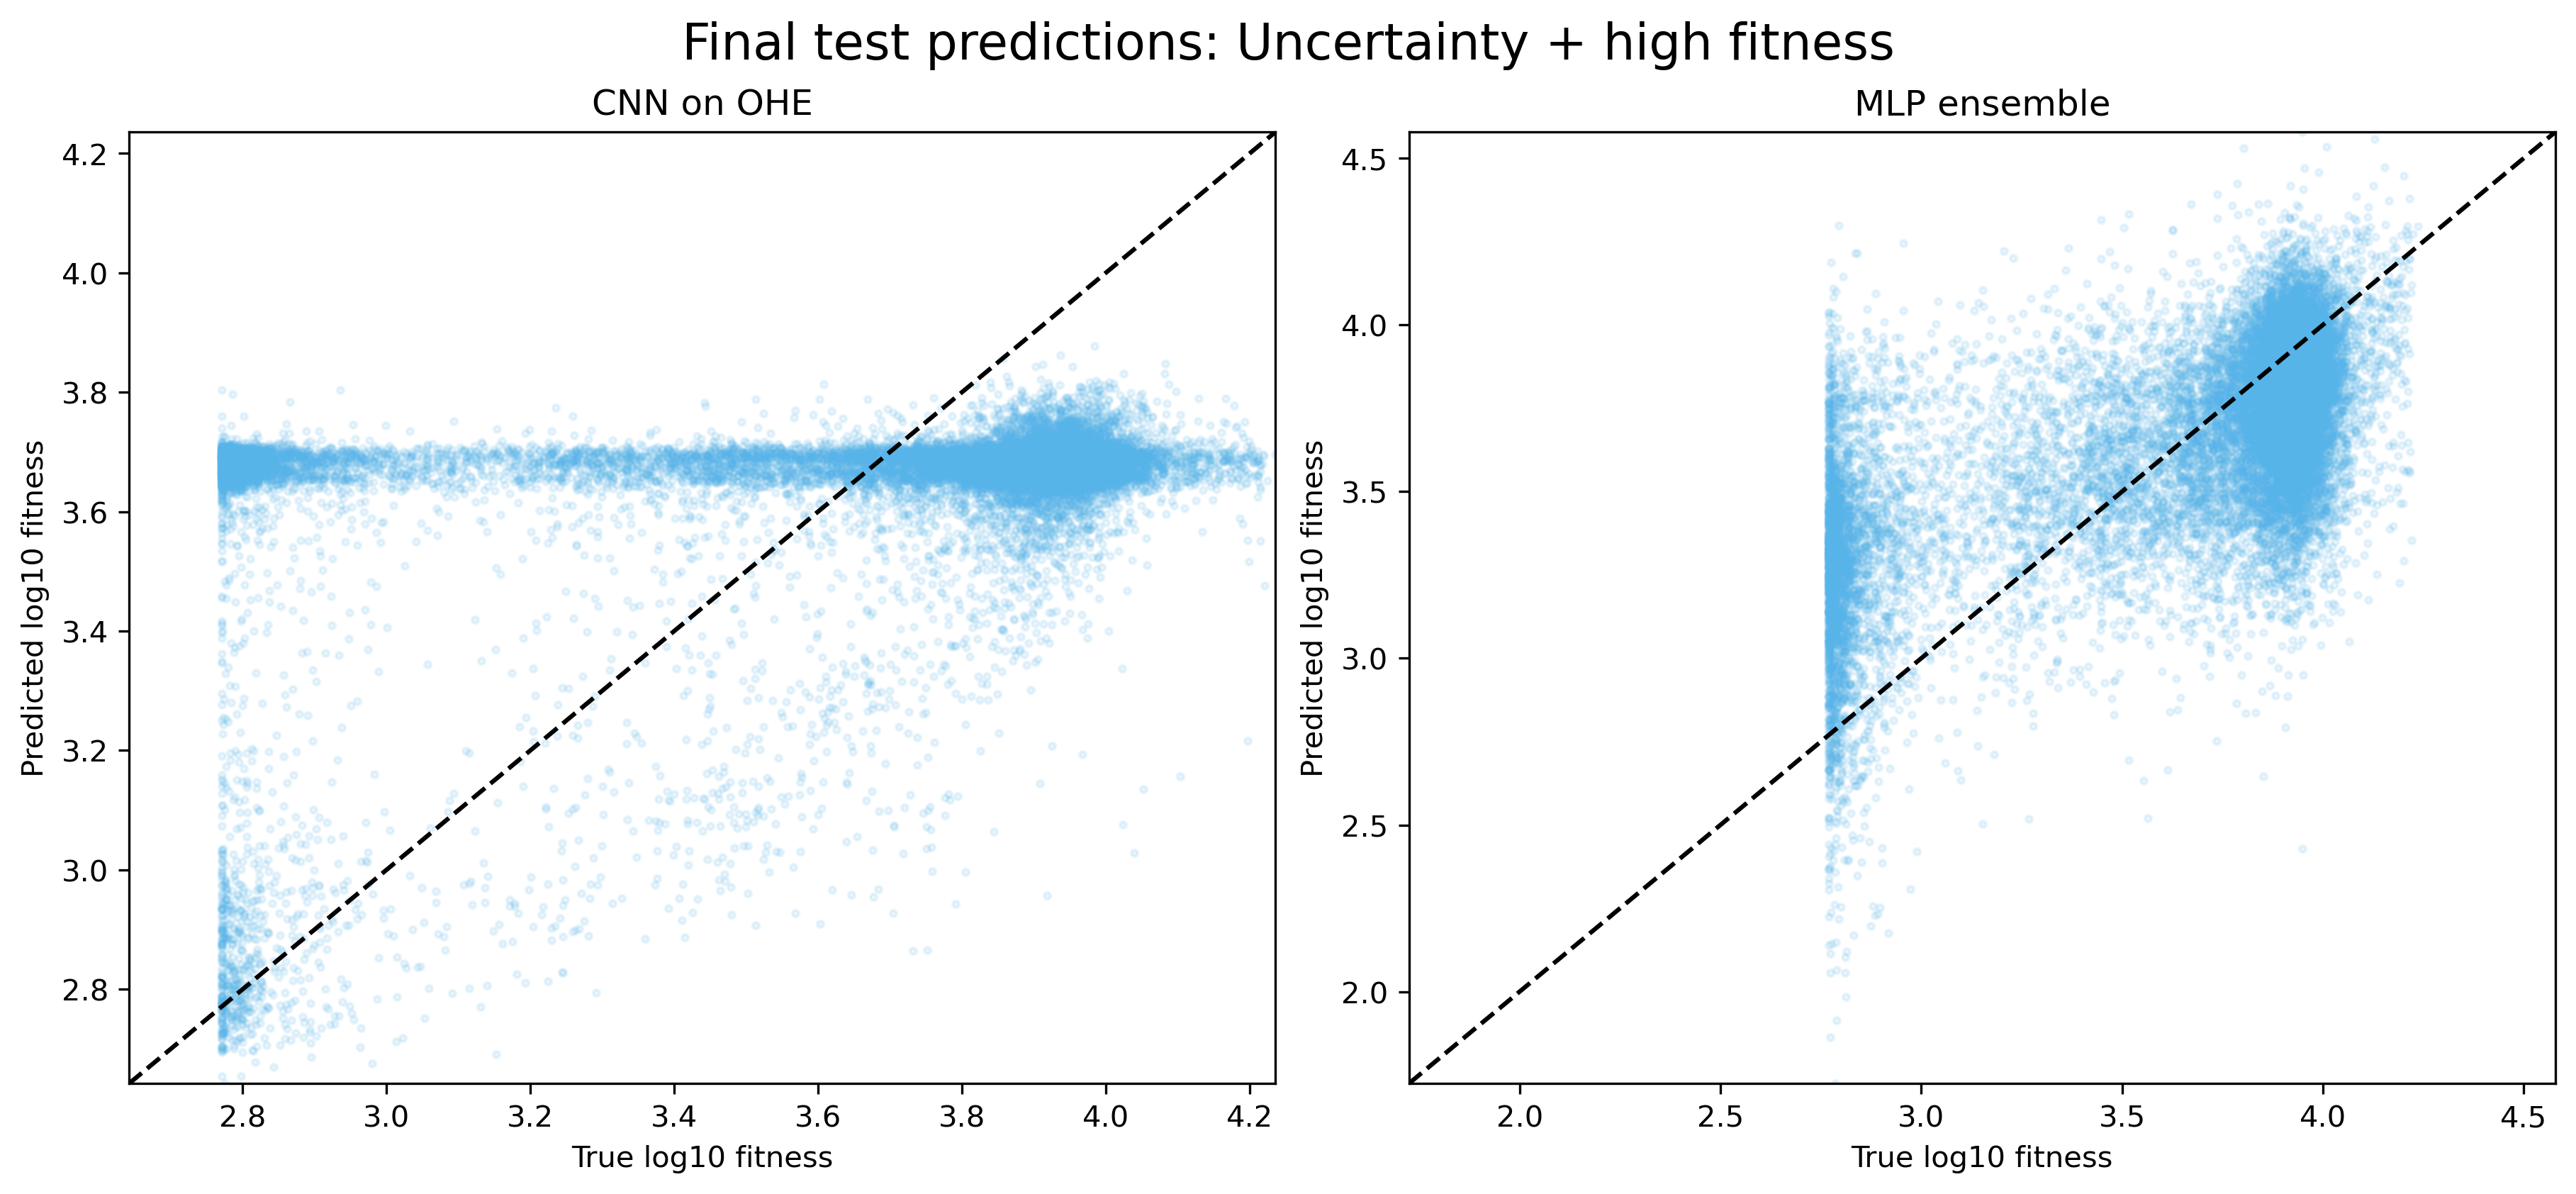 Final test predictions: Uncertainty + high fitness
CNN on OHE
Predicted log10 fitness
4.2
4.0
3.8
3.6
3.4
3.2
3.0
2.8
2.8 3.0 3.2 3.4 3.6 3.8 4.0 4.2
True log10 fitness
MLP ensemble
Predicted log10 fitness
4.5
4.0
3.5
3.0
2.5
2.0
2.0 2.5 3.0 3.5 4.0 4.5
True log10 fitness